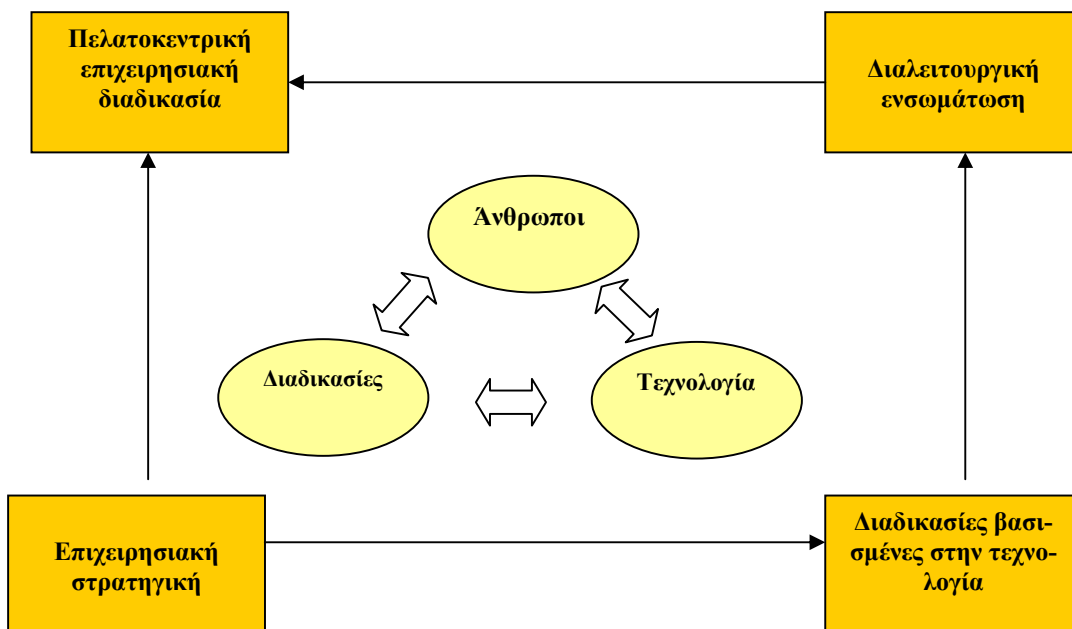 Πελατοκεντρική
επιχειρησιακή
διαδικασία
Διαλειτουργική
ενσωμάτωση
Άνθρωποι
Διαδικασίες
Τεχνολογία
Επιχειρησιακή
στρατηγική
Διαδικασίες βασι-
σμένες στην τεχνο-
λογία